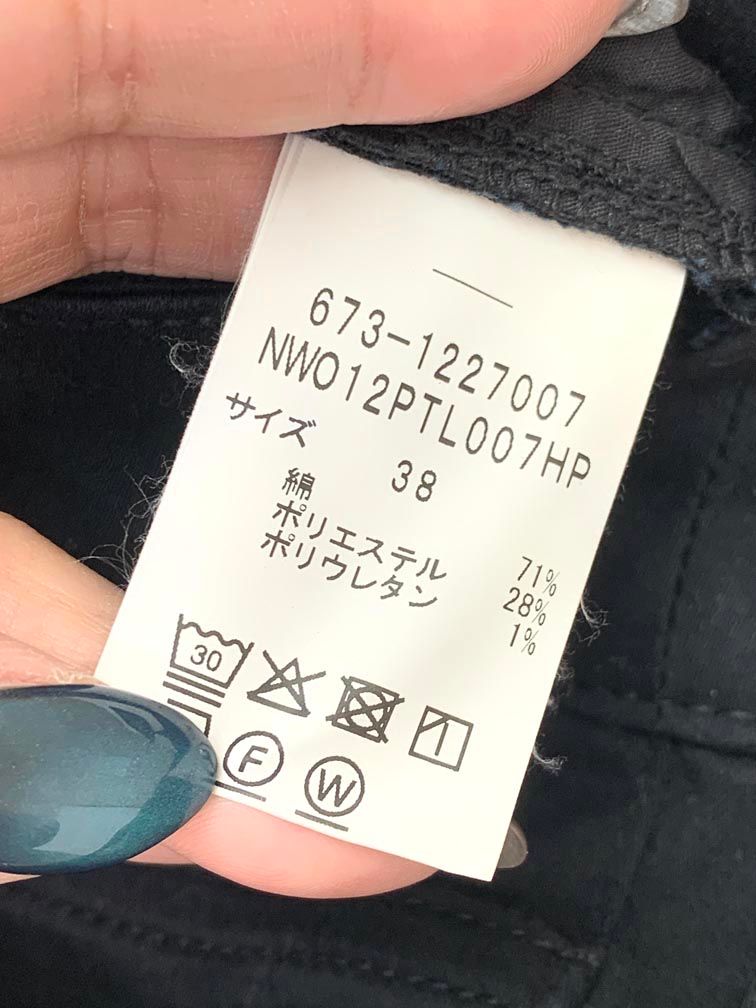 673-1227007
NWO12PTL007HP
サイズ 38
綿 71%
ポリエステル 28%
ポリウレタン 1%
30
F W